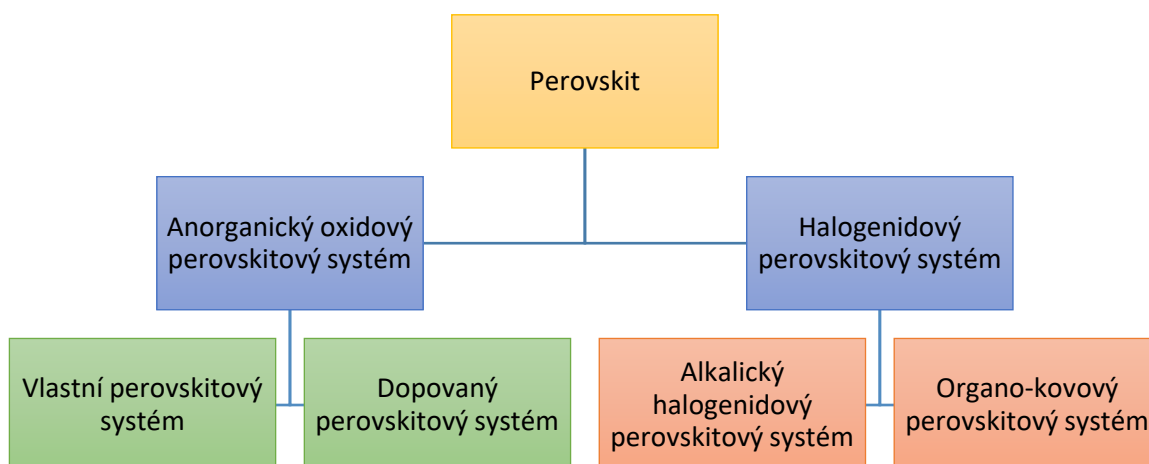 Perovskit
Anorganický oxidový
perovskitový systém
Halogenidový
perovskitový systém
Vlastní perovskitový
systém
Dopovaný
perovskitový systém
Alkalický
halogenidový
perovskitový systém
Organo-kovový
perovskitový systém